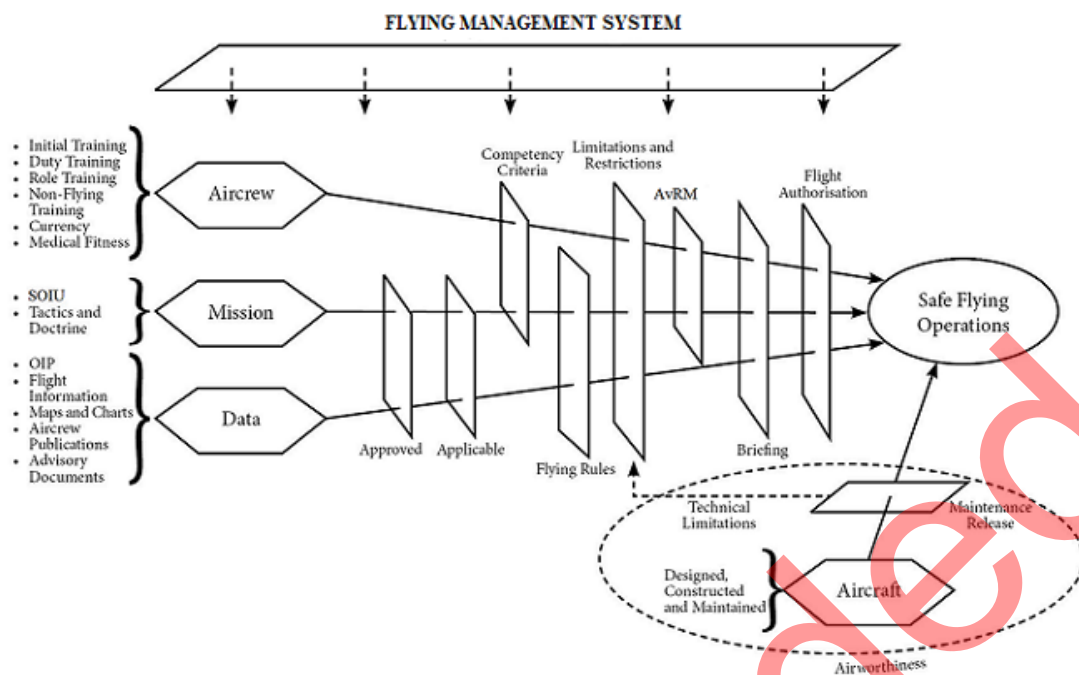 FLYING MANAGEMENT SYSTEM
• Initial Training
• Duty Training
• Role Training
• Non-Flying
Training
• Currency
• Medical Fitness
Aircrew
Competency
Criteria
Limitations and
Restrictions
AvRM
Flight
Authorisation
• SOIU
• Tactics and
Doctrine
Mission
Safe Flying
Operations
• OIP
• Flight
Information
• Maps and Charts
• Aircrew
Publications
• Advisory
Documents
Data
Approved
Applicable
Flying Rules
Briefing
Technical
Limitations
Maintenance
Release
Designed,
Constructed
and Maintained
Aircraft
Airworthiness
ded